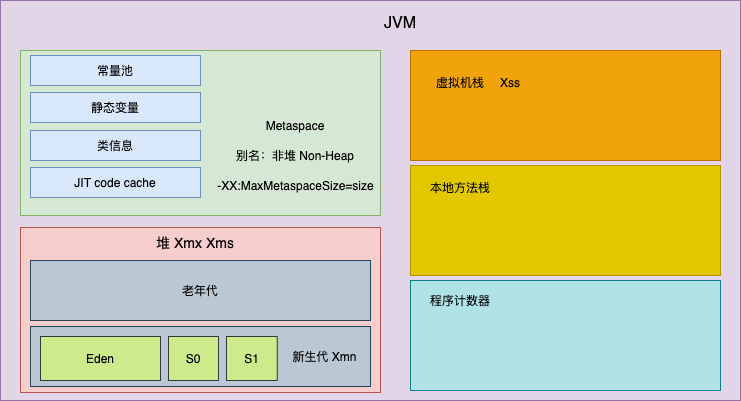 JVM
常量池
静态变量
类信息
JIT code cache
Metaspace
别名：非堆 Non-Heap
-XX:MaxMetaspaceSize=size
堆 Xmx Xms
老年代
Eden
S0
S1
新生代 Xmn
虚拟机栈 Xss
本地方法栈
程序计数器